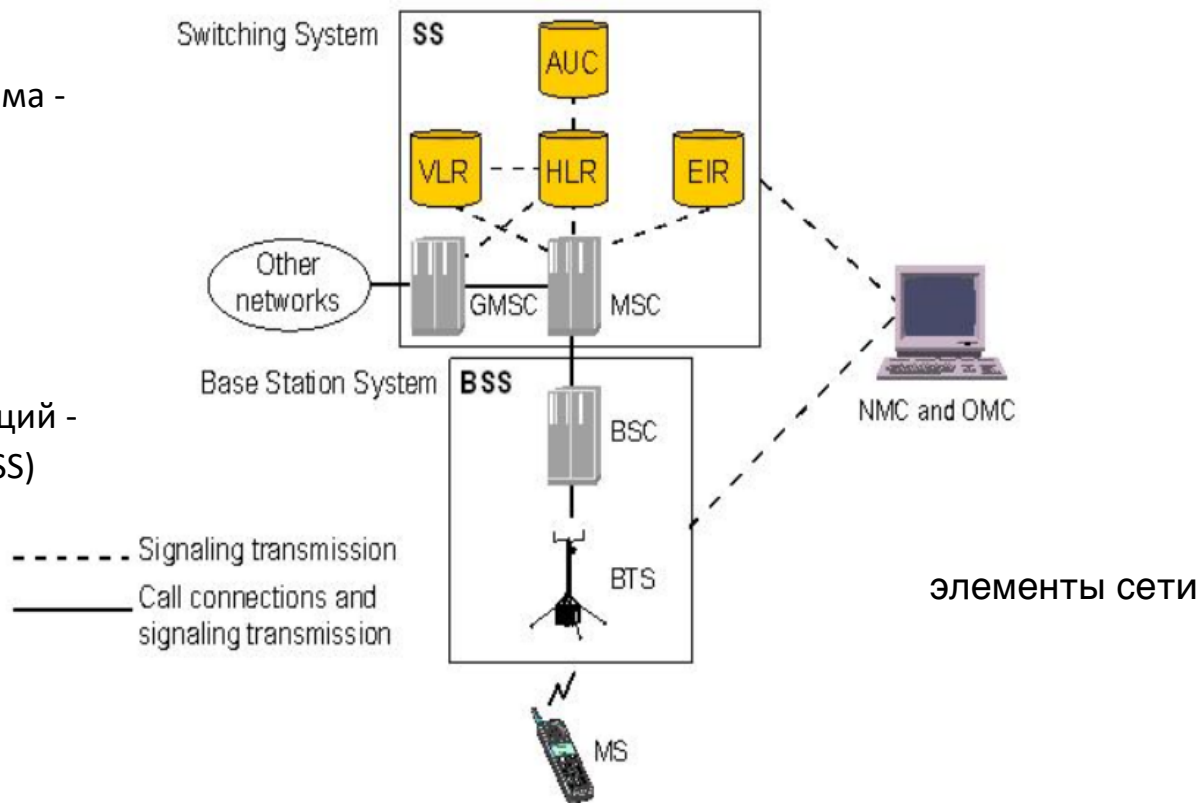 Switching System
SS
AUC
ма -
VLR
HLR
EIR
Other
networks
GMSC
MSC
Base Station System
BSS
NMC and OMC
BSC
ций -
SS)
Signaling transmission
BTS
элементы сети
Call connections and
signaling transmission
MS